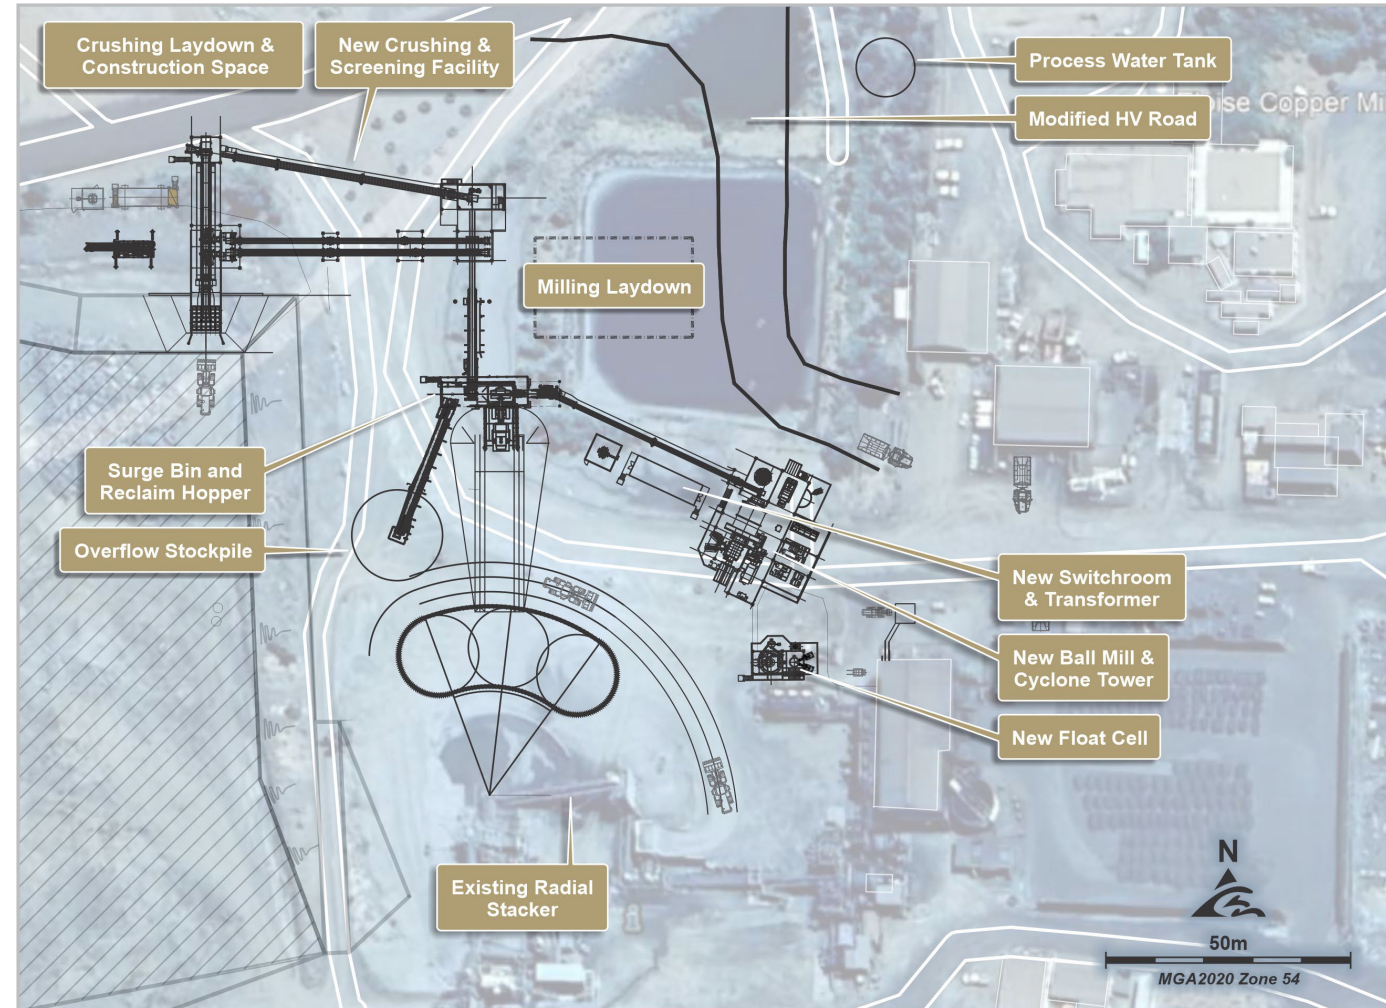 Crushing Laydown &
Construction Space
New Crushing &
Screening Facility
Process Water Tank
Modified HV Road
Copper Mi
Milling Laydown
Surge Bin and
Reclaim Hopper
Overflow Stockpile
New Switchroom
& Transformer
New Ball Mill &
Cyclone Tower
New Float Cell
Existing Radial
Stacker
N
50m
MGA2020 Zone 54